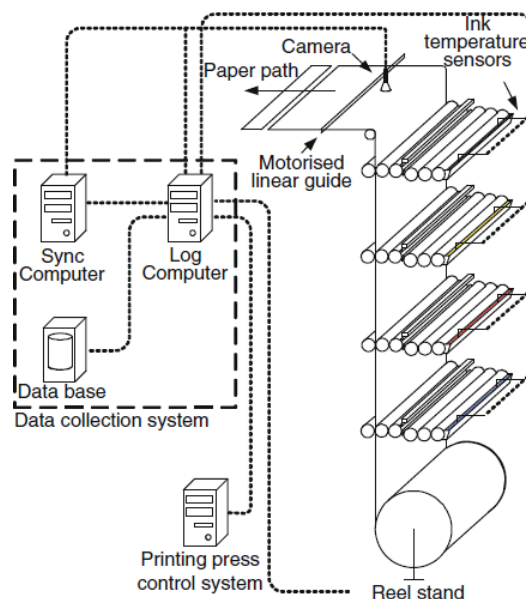 Ink
temperature
sensors
Camera
Paper path
Motorised
linear guide
Sync
Computer
Log
Computer
Data base
Data collection system
Printing press
control system
Reel stand